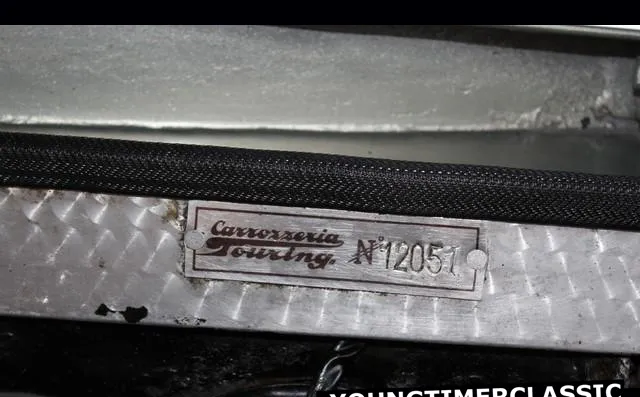 Carrozzeria
Touring N° 12051
YOUNGTIMERCLASSIC